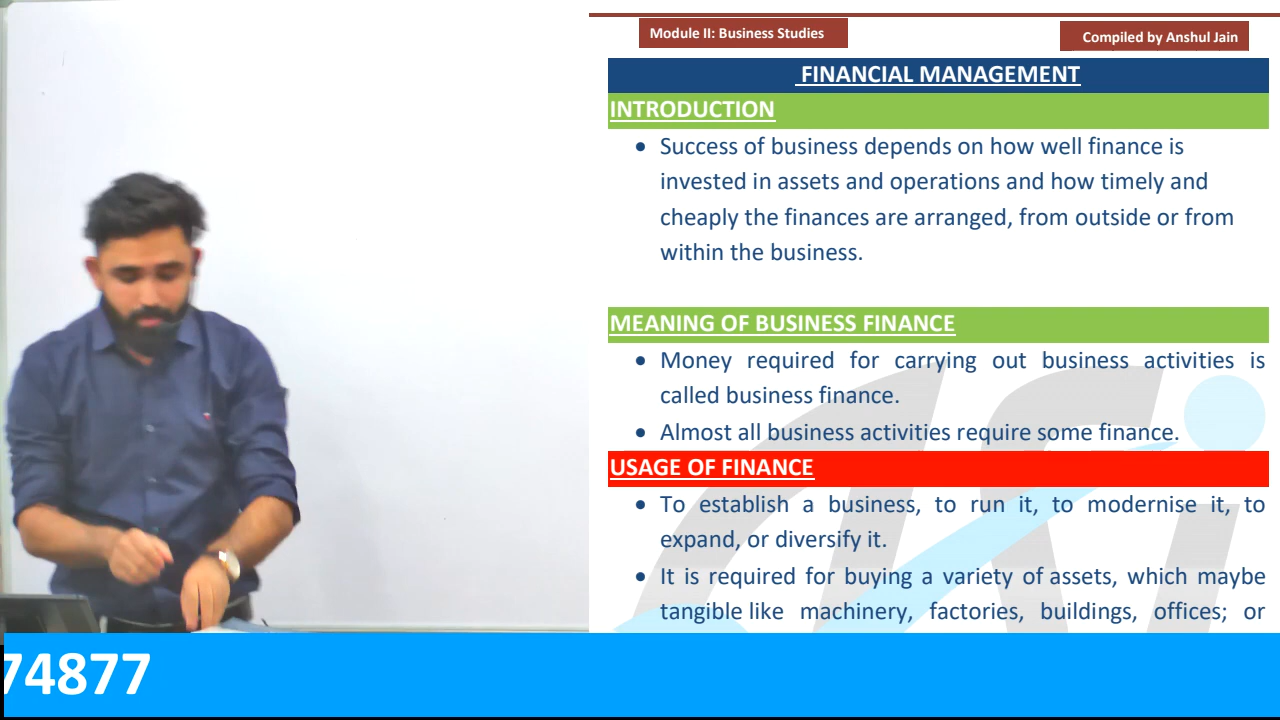 Module II: Business Studies
Compiled by Anshul Jain
FINANCIAL MANAGEMENT
INTRODUCTION
• Success of business depends on how well finance is
invested in assets and operations and how timely and
cheaply the finances are arranged, from outside or from
within the business.
MEANING OF BUSINESS FINANCE
• Money required for carrying out business activities is
called business finance.
• Almost all business activities require some finance.
USAGE OF FINANCE
• To establish a business, to run it, to modernise it, to
expand, or diversify it.
• It is required for buying a variety of assets, which maybe
tangible like machinery, factories, buildings, offices; or
74877